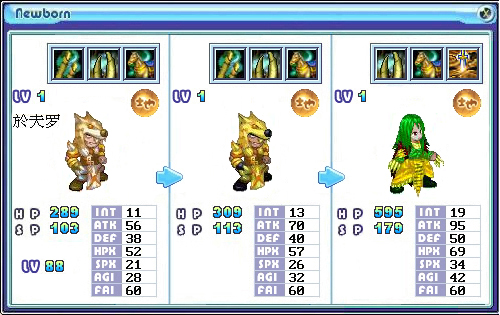 Newborn
LV 1
於夫罗
HP 289
SP 103
LV 88
INT 11
ATK 56
DEF 38
HPX 52
SPX 21
AGI 28
FAI 60
LV 1
HP 309
SP 113
INT 13
ATK 70
DEF 40
HPX 57
SPX 26
AGI 32
FAI 60
LV 1
HP 595
SP 179
INT 19
ATK 95
DEF 50
HPX 69
SPX 34
AGI 42
FAI 60